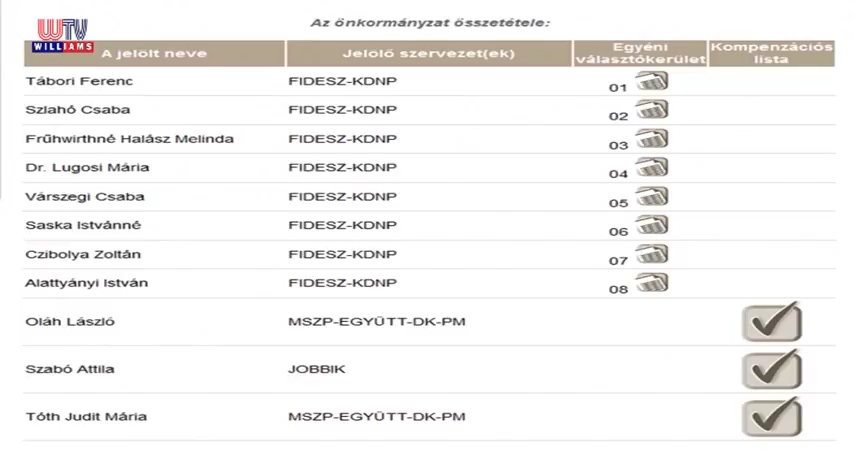 Az önkormányzat összetétele:
WTV
WILLIAMS
A jelölt neve Jelölő szervezet(ek) Egyéni választókerület Kompenzációs lista
Tábori Ferenc FIDESZ-KDNP 01
Szlahó Csaba FIDESZ-KDNP 02
Frühwirthné Halász Melinda FIDESZ-KDNP 03
Dr. Lugosi Mária FIDESZ-KDNP 04
Várszegi Csaba FIDESZ-KDNP 05
Saska Istvánné FIDESZ-KDNP 06
Czibolya Zoltán FIDESZ-KDNP 07
Alattyányi István FIDESZ-KDNP 08
Oláh László MSZP-EGYÜTT-DK-PM
Szabó Attila JOBBIK
Tóth Judit Mária MSZP-EGYÜTT-DK-PM